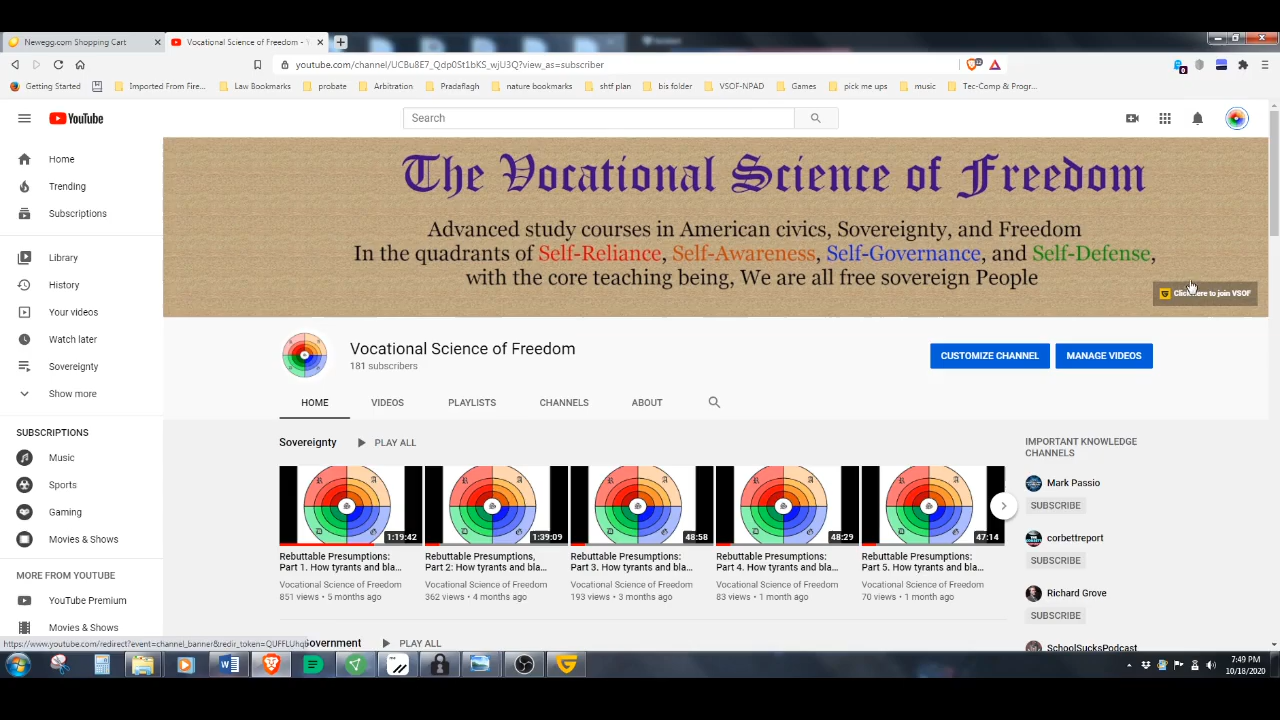 Newegg.com Shopping Cart
Vocational Science of Freedom -
youtube.com/channel/UCBu8E7_Qdp0St1bKS_wjU3Q?view_as=subscriber
Getting Started
Imported From Fire...
Law Bookmarks
probate
Arbitration
Pradaflagh
nature bookmarks
shtf plan
bis folder
VSOF-NPAD
Games
pick me ups
music
Tec-Comp & Progr...
YouTube
Search
Home
Trending
Subscriptions
Library
History
Your videos
Watch later
Sovereignty
Show more
SUBSCRIPTIONS
Music
Sports
Gaming
Movies & Shows
MORE FROM YOUTUBE
YouTube Premium
Movies & Shows
The Vocational Science of Freedom
Advanced study courses in American civics, Sovereignty, and Freedom
In the quadrants of Self-Reliance, Self-Awareness, Self-Governance, and Self-Defense,
with the core teaching being, We are all free sovereign People
Click here to join VSOF
Vocational Science of Freedom
181 subscribers
CUSTOMIZE CHANNEL
MANAGE VIDEOS
HOME
VIDEOS
PLAYLISTS
CHANNELS
ABOUT
Sovereignty
PLAY ALL
1:19:42
Rebuttable Presumptions:
Part 1. How tyrants and bla...
Vocational Science of Freedom
851 views • 5 months ago
1:39:09
Rebuttable Presumptions,
Part 2: How tyrants and bla...
Vocational Science of Freedom
362 views • 4 months ago
48:58
Rebuttable Presumptions:
Part 3. How tyrants and bla...
Vocational Science of Freedom
193 views • 3 months ago
48:29
Rebuttable Presumptions:
Part 4. How tyrants and bla...
Vocational Science of Freedom
83 views • 1 month ago
47:14
Rebuttable Presumptions:
Part 5. How tyrants and bla...
Vocational Science of Freedom
70 views • 1 month ago
IMPORTANT KNOWLEDGE
CHANNELS
Mark Passio
SUBSCRIBE
corbettreport
SUBSCRIBE
Richard Grove
SUBSCRIBE
SchoolSucksPodcast
PLAY ALL
7:49 PM
10/18/2020